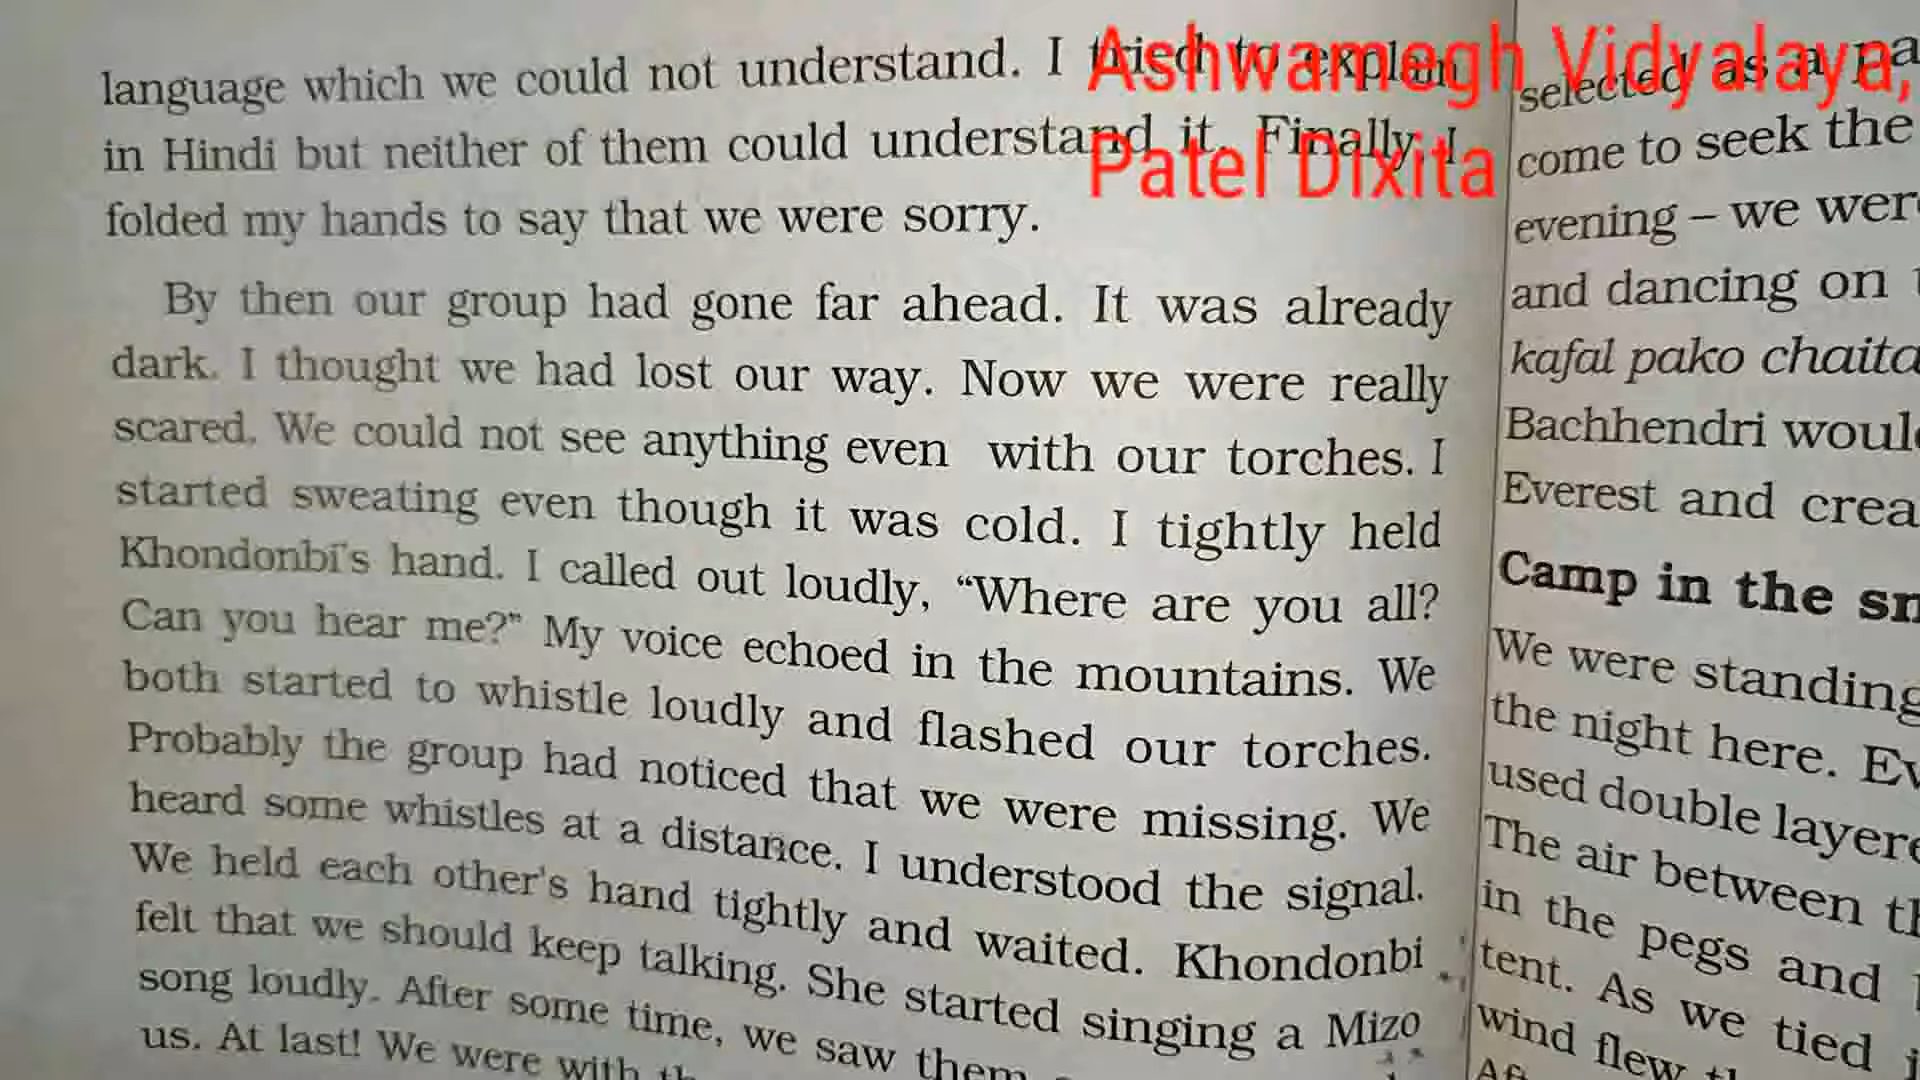 Ashwamegh Vidyalaya,
Patel Dixita
language which we could not understand. I tried to explain
in Hindi but neither of them could understand it. Finally, I
folded my hands to say that we were sorry.
By then our group had gone far ahead. It was already
dark. I thought we had lost our way. Now we were really
scared. We could not see anything even with our torches. I
started sweating even though it was cold. I tightly held
Khondonbi's hand. I called out loudly, “Where are you all?
Can you hear me?” My voice echoed in the mountains. We
both started to whistle loudly and flashed our torches.
Probably the group had noticed that we were missing. We
heard some whistles at a distance. I understood the signal.
We held each other's hand tightly and waited. Khondonbi
felt that we should keep talking. She started singing a Mizo
song loudly. After some time, we saw them
us. At last! We were with
selected as a
come to seek the
evening – we
and dancing on
kafal pako
Bachhendri
Everest and
Camp in the
We were standing
the night here.
used double
The air between
in the pegs and
tent. As we tied
wind flew